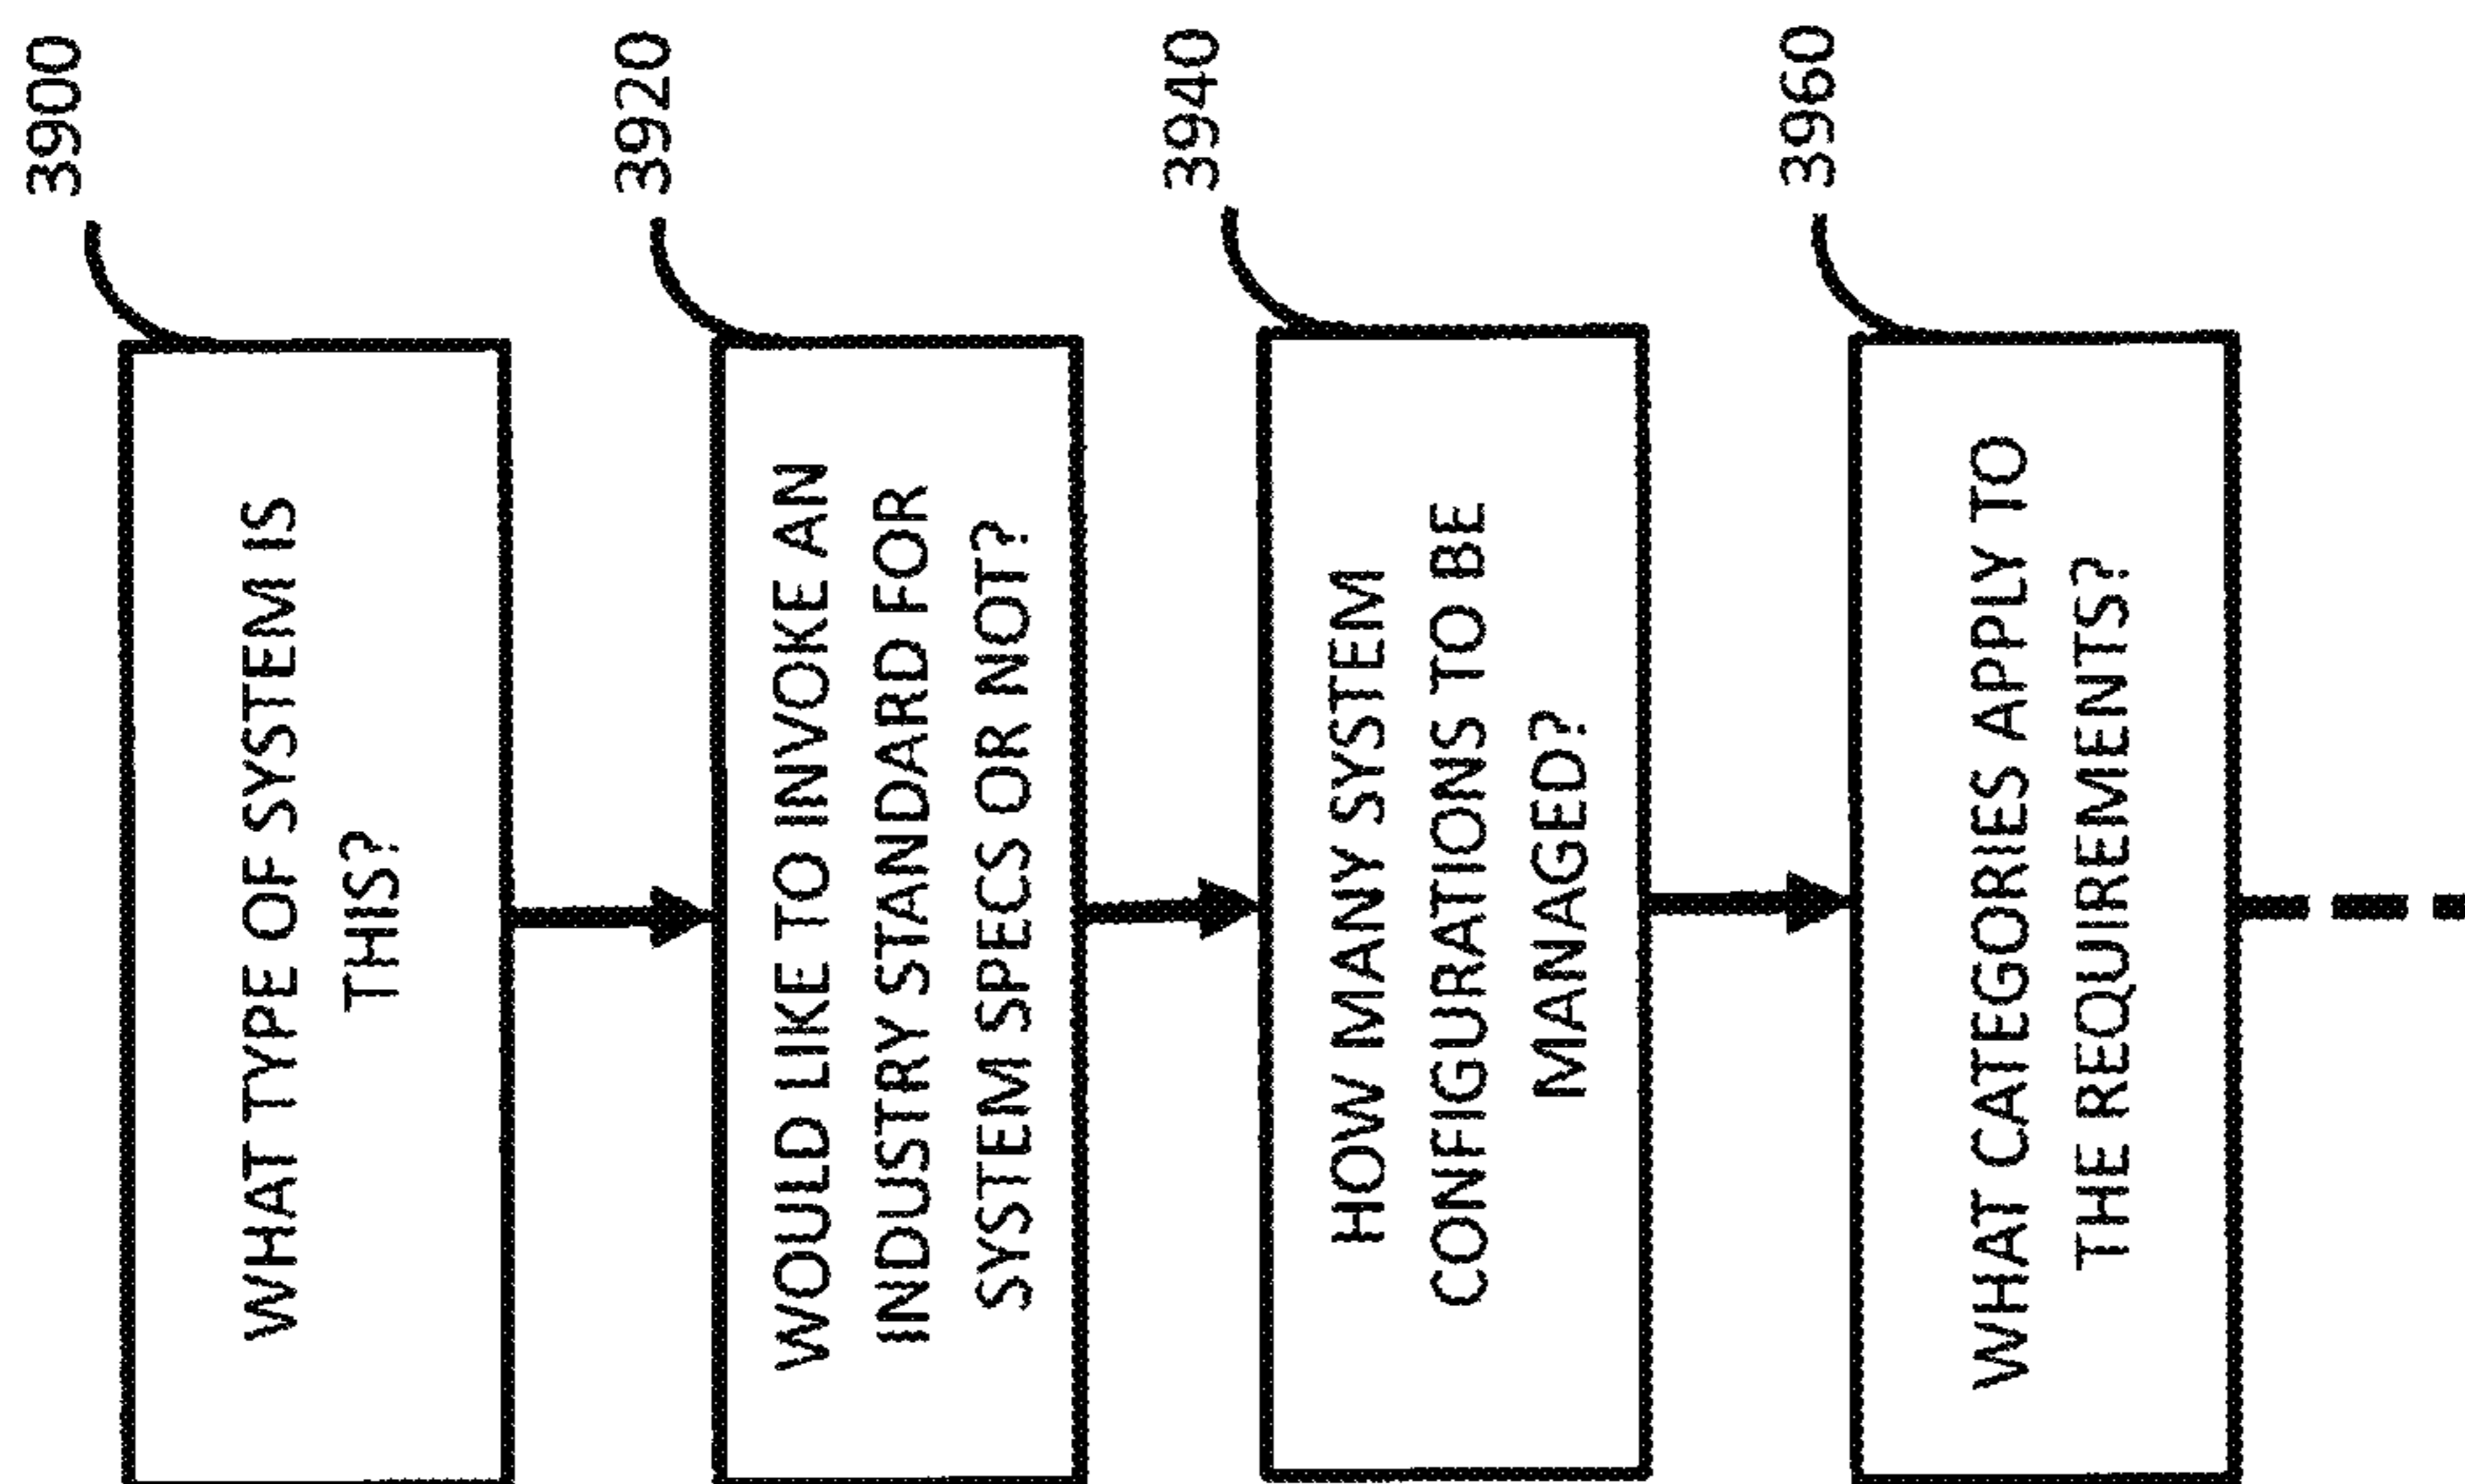 3900
WHAT TYPE OF SYSTEM IS
THIS?
3920
WOULD LIKE TO INVOKE AN
INDUSTRY STANDARD FOR
SYSTEM SPECS OR NOT?
3940
HOW MANY SYSTEM
CONFIGURATIONS TO BE
MANAGED?
3960
WHAT CATEGORIES APPLY TO
THE REQUIREMENTS?